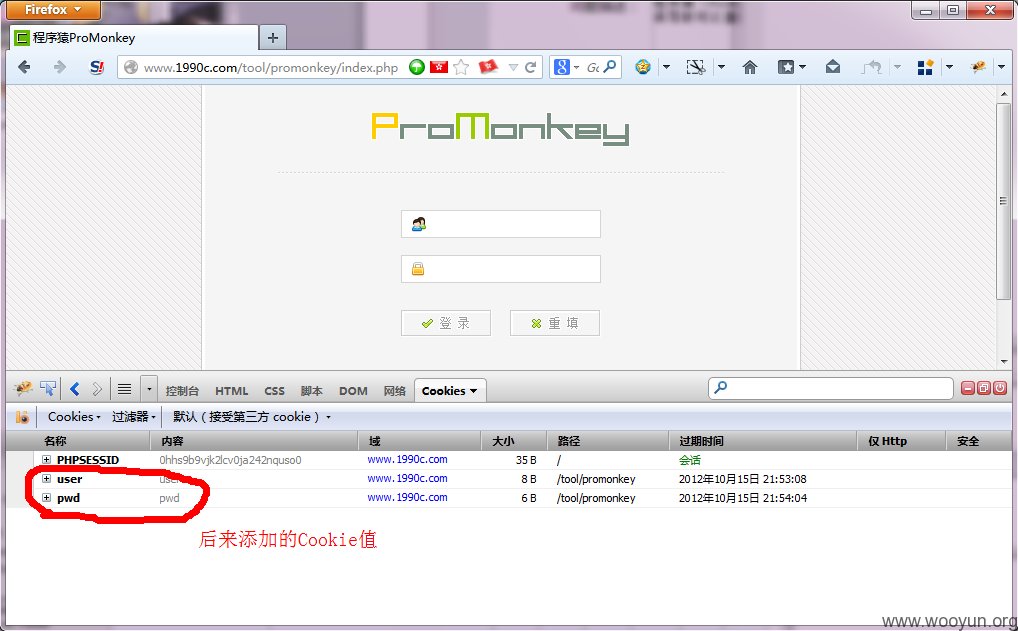 Firefox
程序猿ProMonkey
www.1990c.com/tool/promonkey/index.php
ProMonkey
登 录
重 填
控制台 HTML CSS 脚本 DOM 网络 Cookies
Cookies 过滤器 默认（接受第三方 cookie）
名称 内容 域 大小 路径 过期时间 仅 Http 安全
PHPSESSID 0hhs9b9vjk2lcv0ja242nquso0 www.1990c.com 35 B / 会话
user user www.1990c.com 8 B /tool/promonkey 2012年10月15日 21:53:08
pwd pwd www.1990c.com 6 B /tool/promonkey 2012年10月15日 21:54:04
后来添加的Cookie值
www.wooyun.org